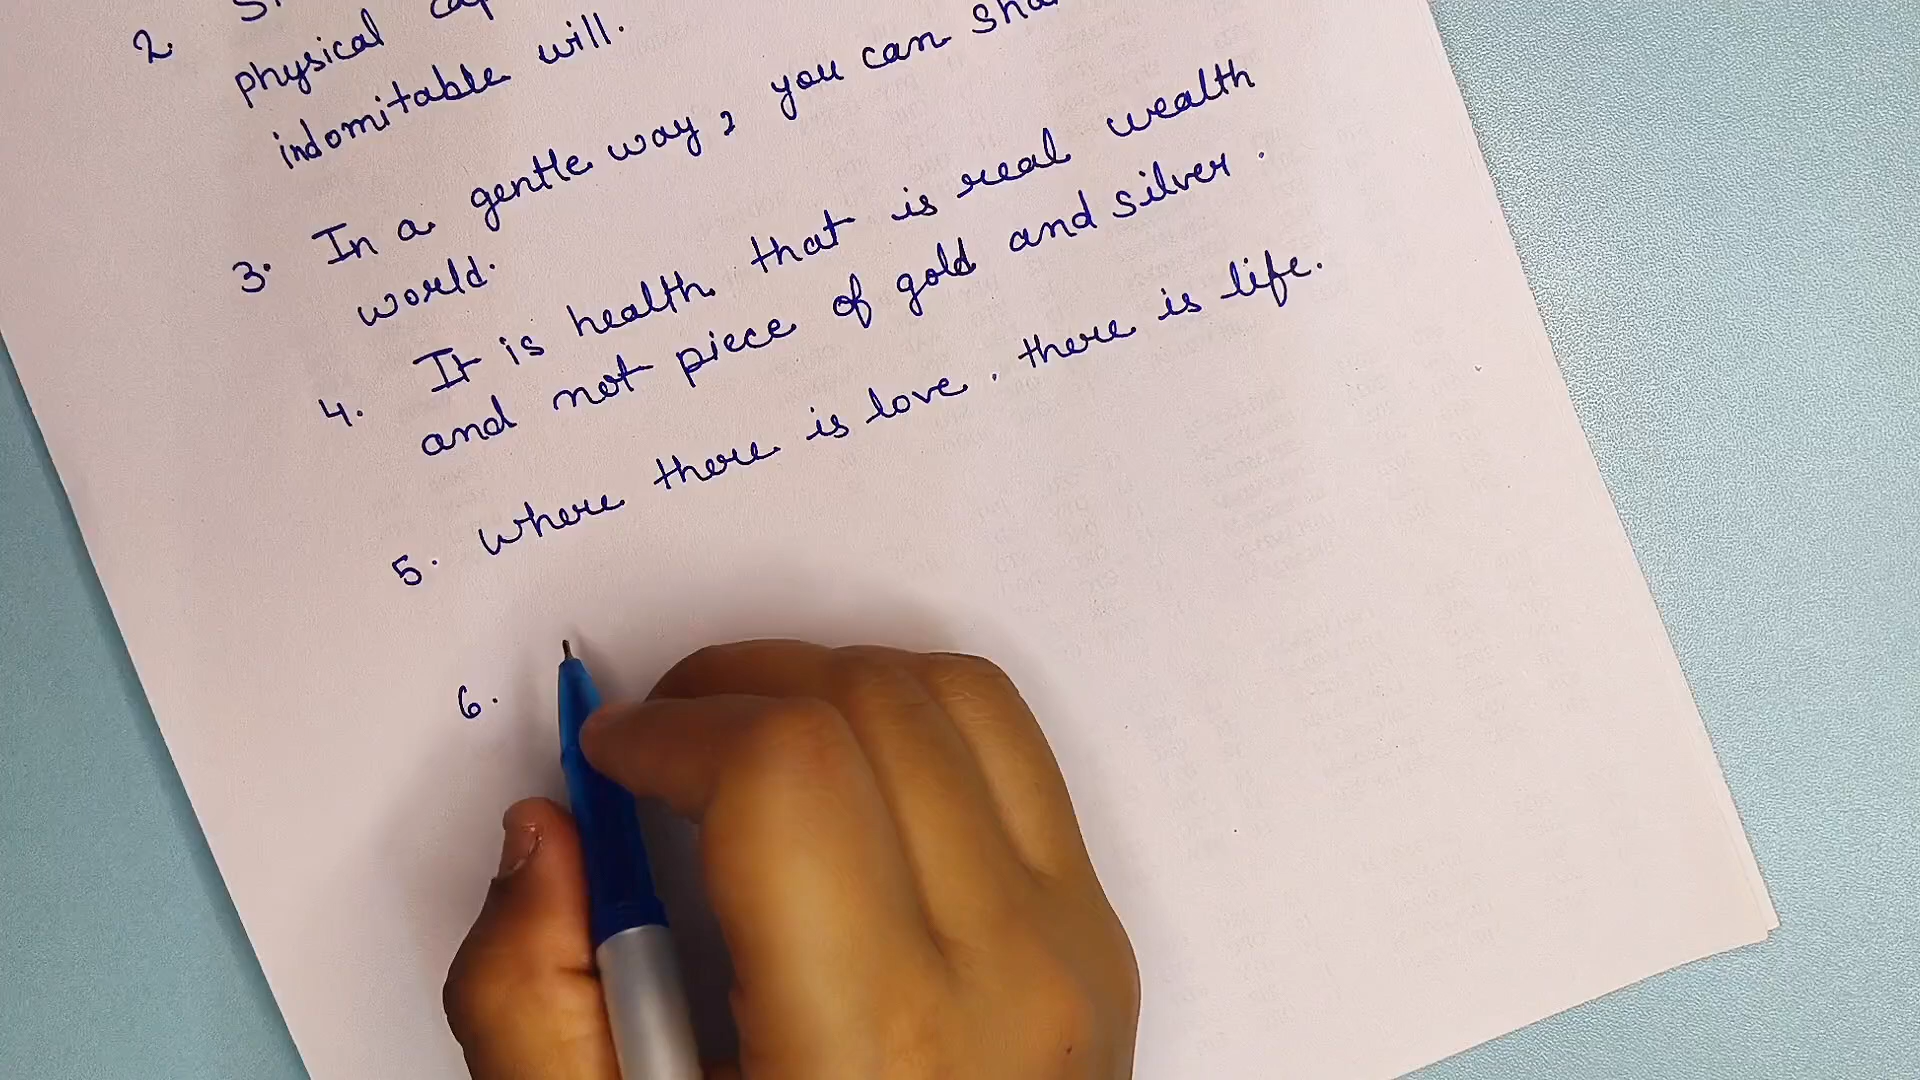 2.
physical
indomitable will.
3. In a gentle way, you can
world.
4. It is health that is real wealth
and not piece of gold and silver.
5. Where there is love. there is life.
6.